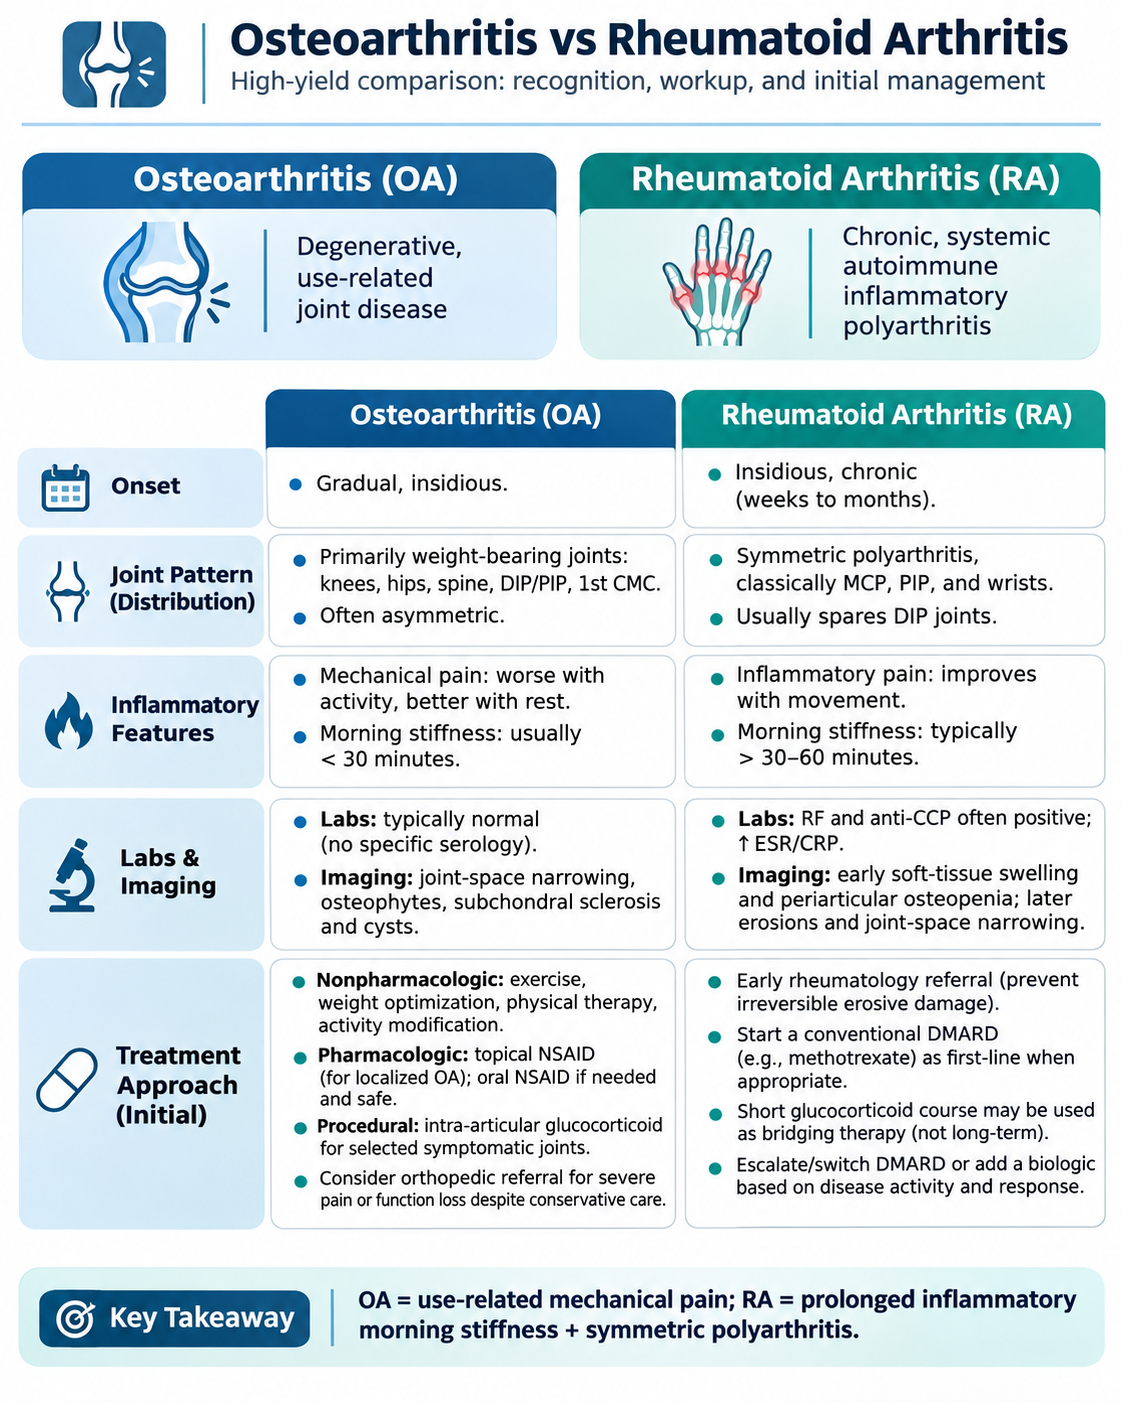 Osteoarthritis vs Rheumatoid Arthritis
High-yield comparison: recognition, workup, and initial management
Osteoarthritis (OA)
Degenerative,
use-related
joint disease
Rheumatoid Arthritis (RA)
Chronic, systemic
autoimmune
inflammatory
polyarthritis
Osteoarthritis (OA)
Rheumatoid Arthritis (RA)
Onset
Gradual, insidious.
Insidious, chronic
(weeks to months).
Joint Pattern
(Distribution)
Primarily weight-bearing joints:
knees, hips, spine, DIP/PIP, 1st CMC.
Often asymmetric.
Symmetric polyarthritis,
classically MCP, PIP, and wrists.
Usually spares DIP joints.
Inflammatory
Features
Mechanical pain: worse with
activity, better with rest.
Morning stiffness: usually
< 30 minutes.
Inflammatory pain: improves
with movement.
Morning stiffness: typically
> 30–60 minutes.
Labs &
Imaging
Labs: typically normal
(no specific serology).
Imaging: joint-space narrowing,
osteophytes, subchondral sclerosis
and cysts.
Labs: RF and anti-CCP often positive;
↑ ESR/CRP.
Imaging: early soft-tissue swelling
and periarticular osteopenia; later
erosions and joint-space narrowing.
Treatment
Approach
(Initial)
Nonpharmacologic: exercise,
weight optimization, physical therapy,
activity modification.
Pharmacologic: topical NSAID
(for localized OA); oral NSAID if needed
and safe.
Procedural: intra-articular glucocorticoid
for selected symptomatic joints.
Consider orthopedic referral for severe
pain or function loss despite conservative care.
Early rheumatology referral (prevent
irreversible erosive damage).
Start a conventional DMARD
(e.g., methotrexate) as first-line when
appropriate.
Short glucocorticoid course may be used
as bridging therapy (not long-term).
Escalate/switch DMARD or add a biologic
based on disease activity and response.
Key Takeaway
OA = use-related mechanical pain; RA = prolonged inflammatory
morning stiffness + symmetric polyarthritis.